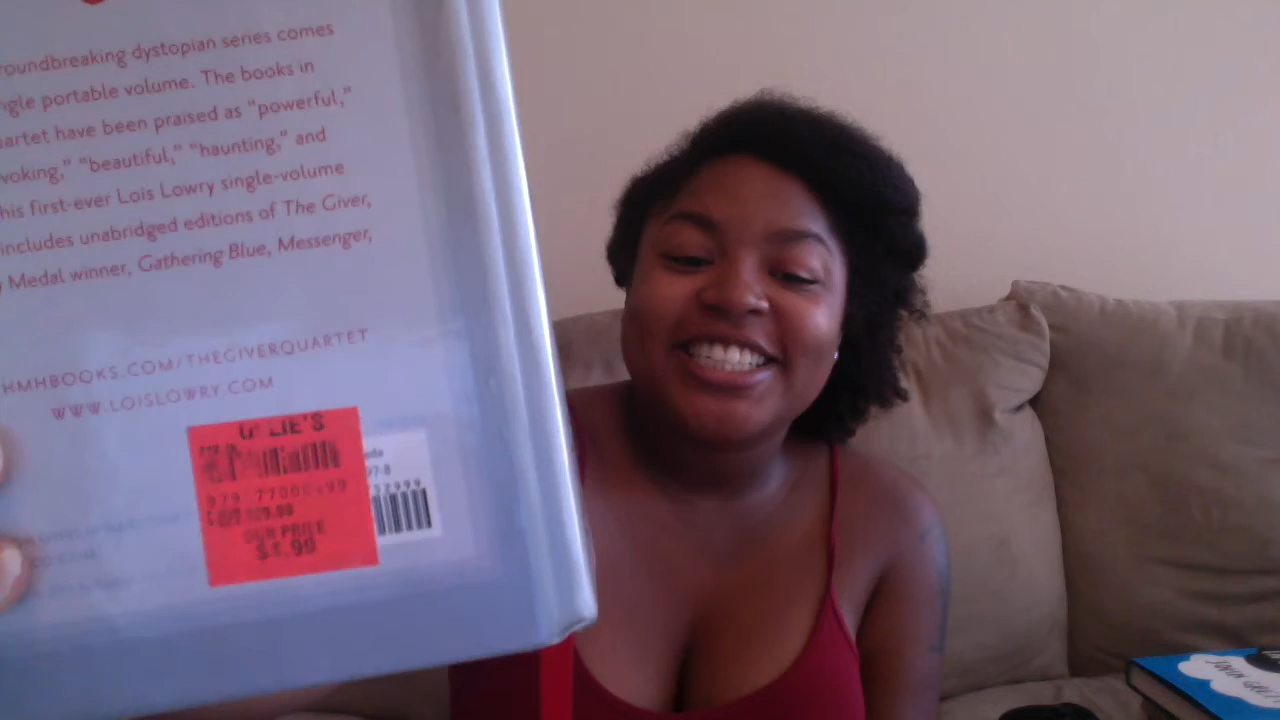 roundbreaking dystopian series comes
ngle portable volume. The books in
uartet have been praised as "powerful,"
voking," "beautiful," "haunting," and
his first-ever Lois Lowry single-volume
includes unabridged editions of The Giver,
y Medal winner, Gathering Blue, Messenger,
HMHBOOKS.COM/THEGIVERQUARTET
WWW.LOISLOWRY.COM
OUR PRICE
JOHN GREEN